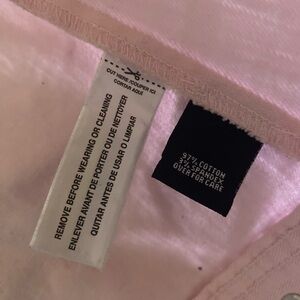 CUT HERE/COUPER ICI
CORTAR AQUÍ
REMOVE BEFORE WEARING OR CLEANING
ENLEVER AVANT DE PORTER OU DE NETTOYER
QUITAR ANTES DE USAR O LIMPIAR
97% COTTON
3% SPANDEX
OVER FOR CARE